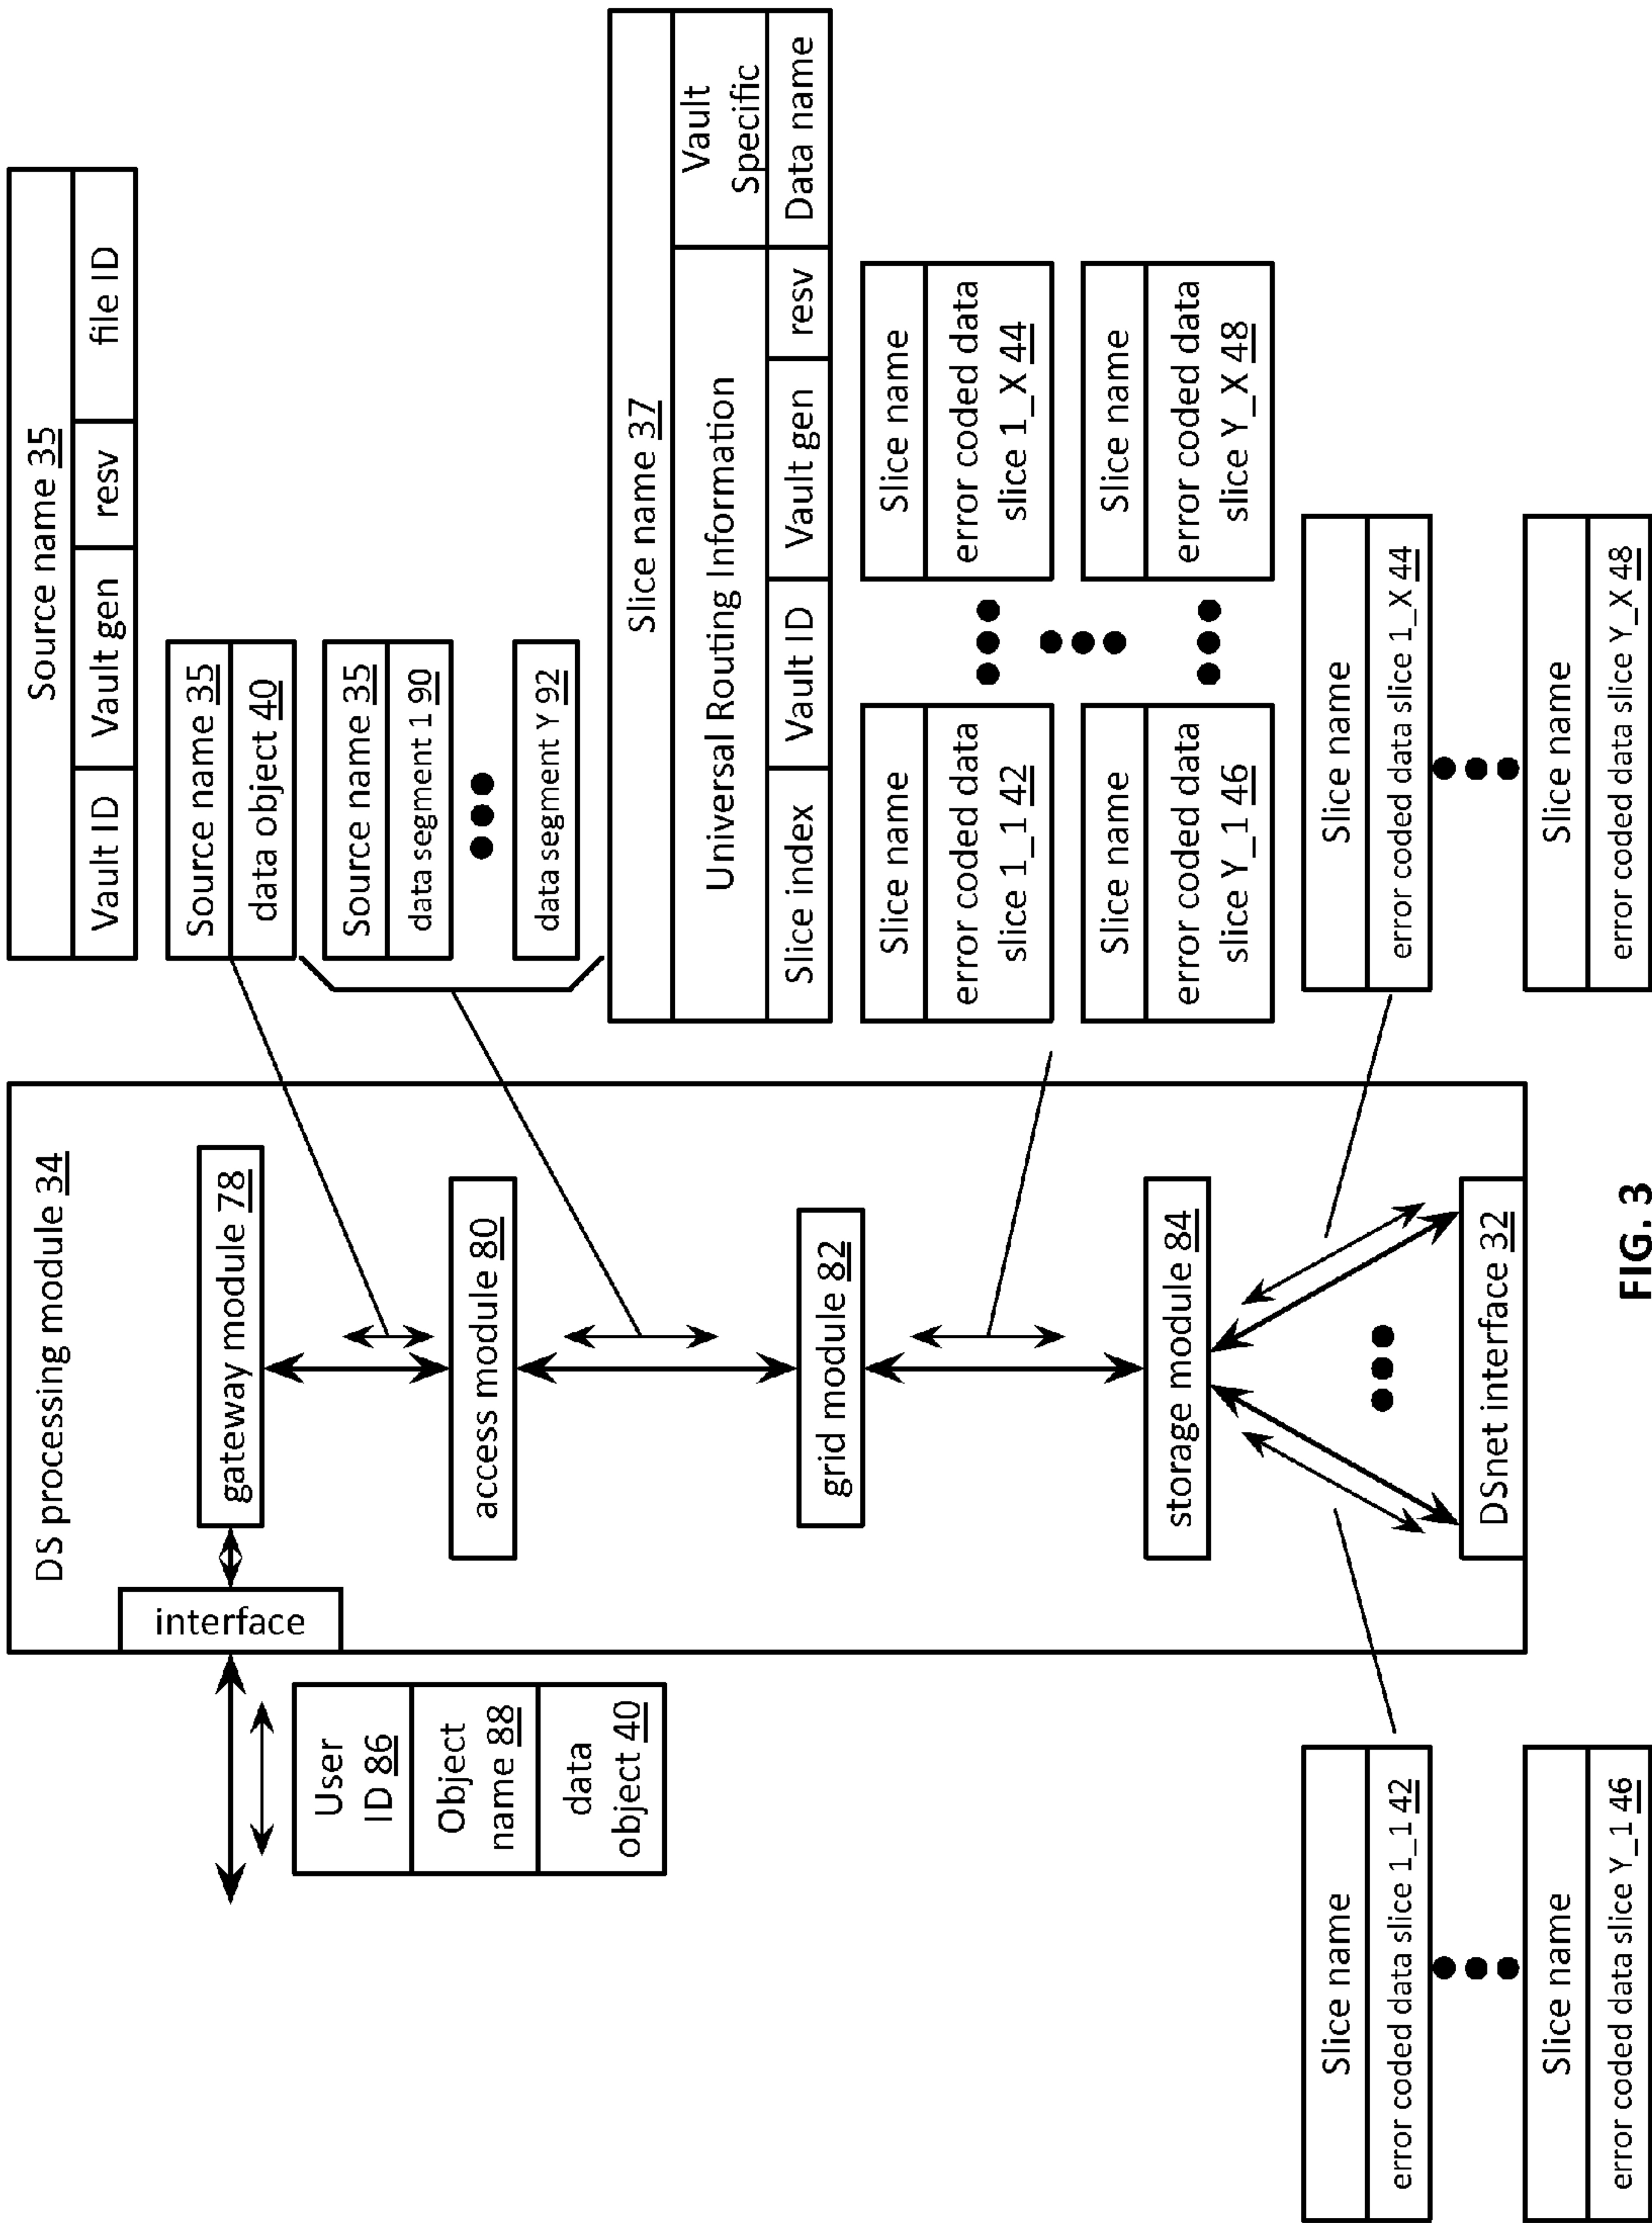 DS processing module 34
interface
gateway module 78
access module 80
grid module 82
storage module 84
DSnet interface 32
User
ID 86
Object
name 88
data
object 40
Source name 35
Vault ID
Vault gen
resv
file ID
Source name 35
data object 40
Source name 35
data segment 1 90
data segment Y 92
Slice name 37
Universal Routing Information
Vault
Specific
Slice index
Vault ID
Vault gen
resv
Data name
Slice name
error coded data
slice 1_1 42
Slice name
error coded data
slice 1_X 44
Slice name
error coded data
slice Y_1 46
Slice name
error coded data
slice Y_X 48
Slice name
error coded data slice 1_1 42
Slice name
error coded data slice Y_1 46
Slice name
error coded data slice 1_X 44
Slice name
error coded data slice Y_X 48
FIG. 3